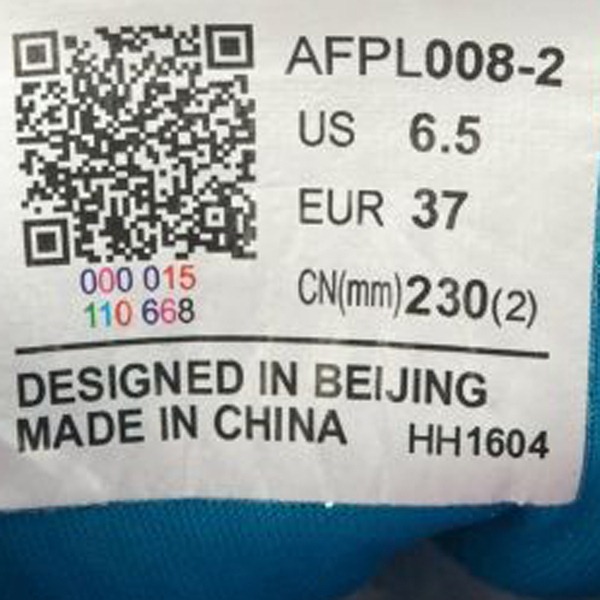 AFPL008-2
US 6.5
EUR 37
CN(mm)230(2)
000 015
110 668
DESIGNED IN BEIJING
MADE IN CHINA HH1604